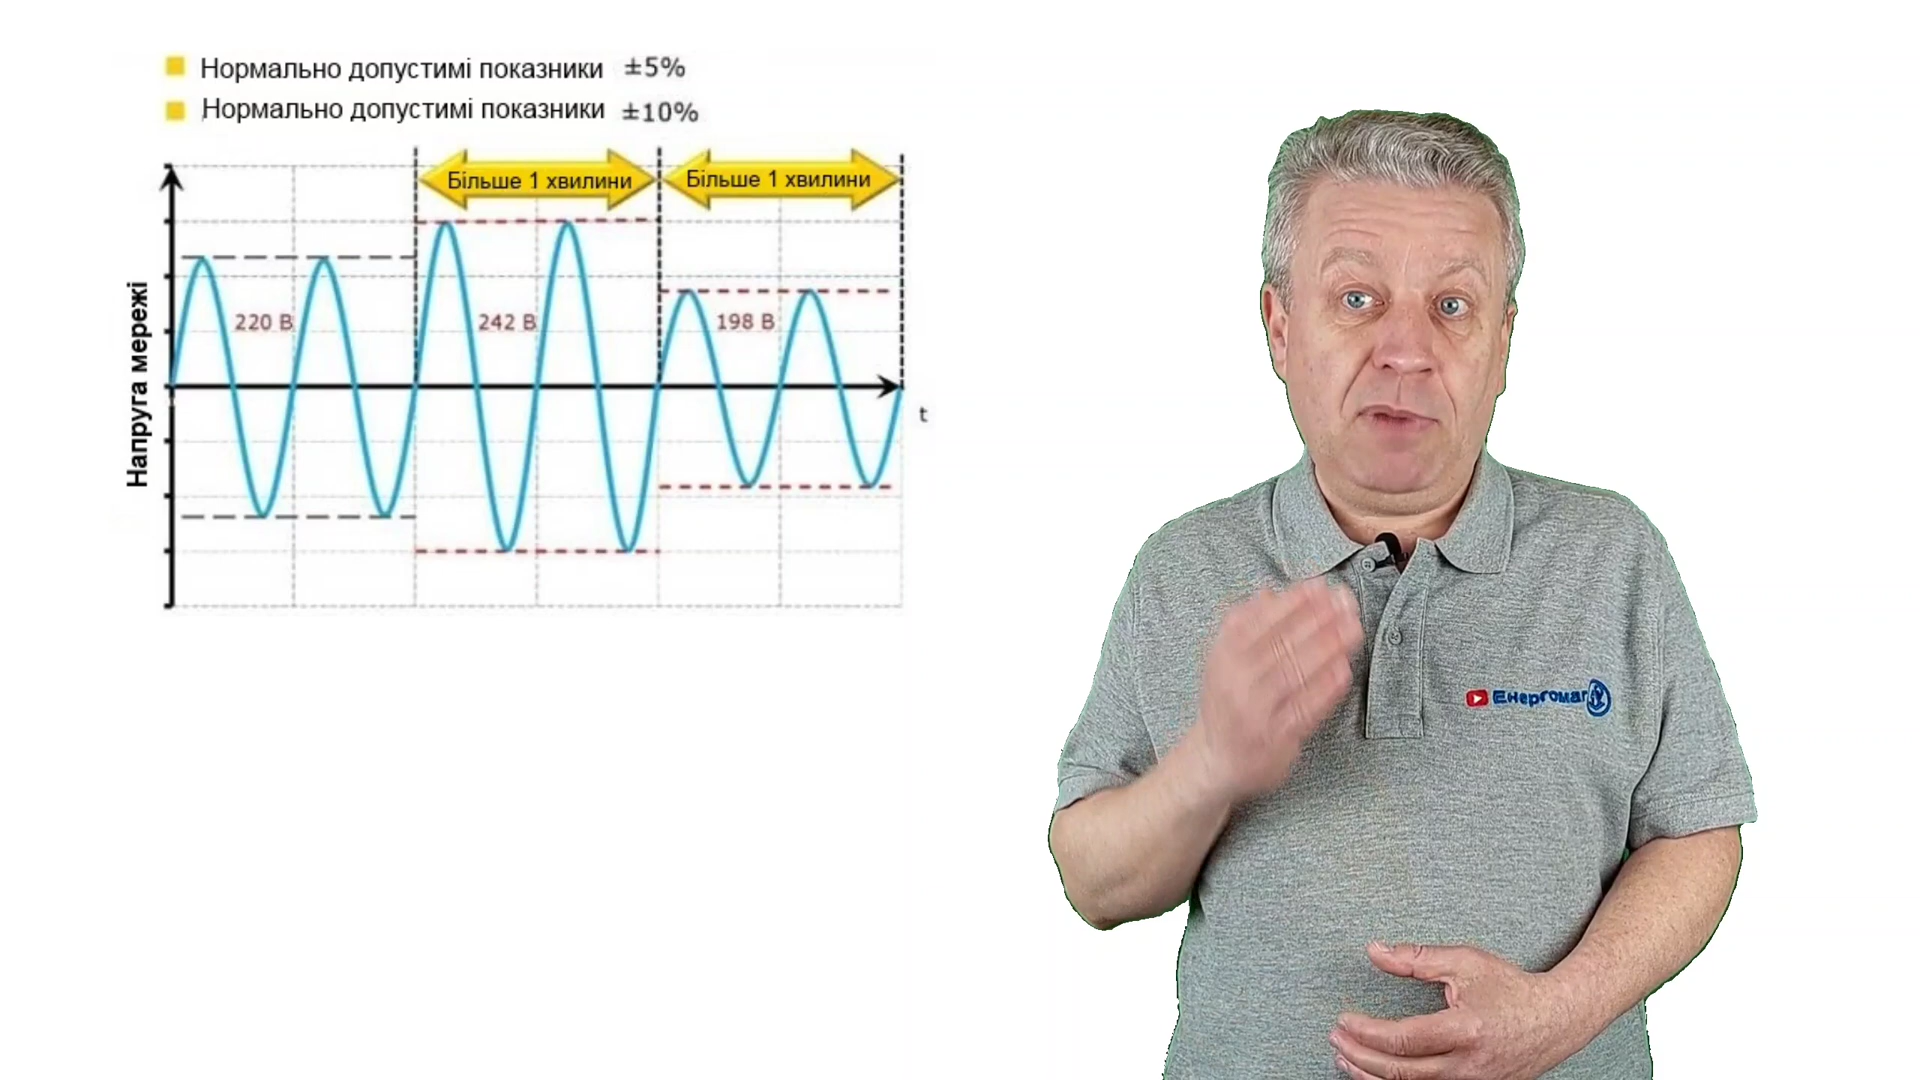 Нормально допустимі показники ±5%
Нормально допустимі показники ±10%
Більше 1 хвилини
Більше 1 хвилини
Напруга мережі
220 В
242 В
198 В
t
Енергомаг